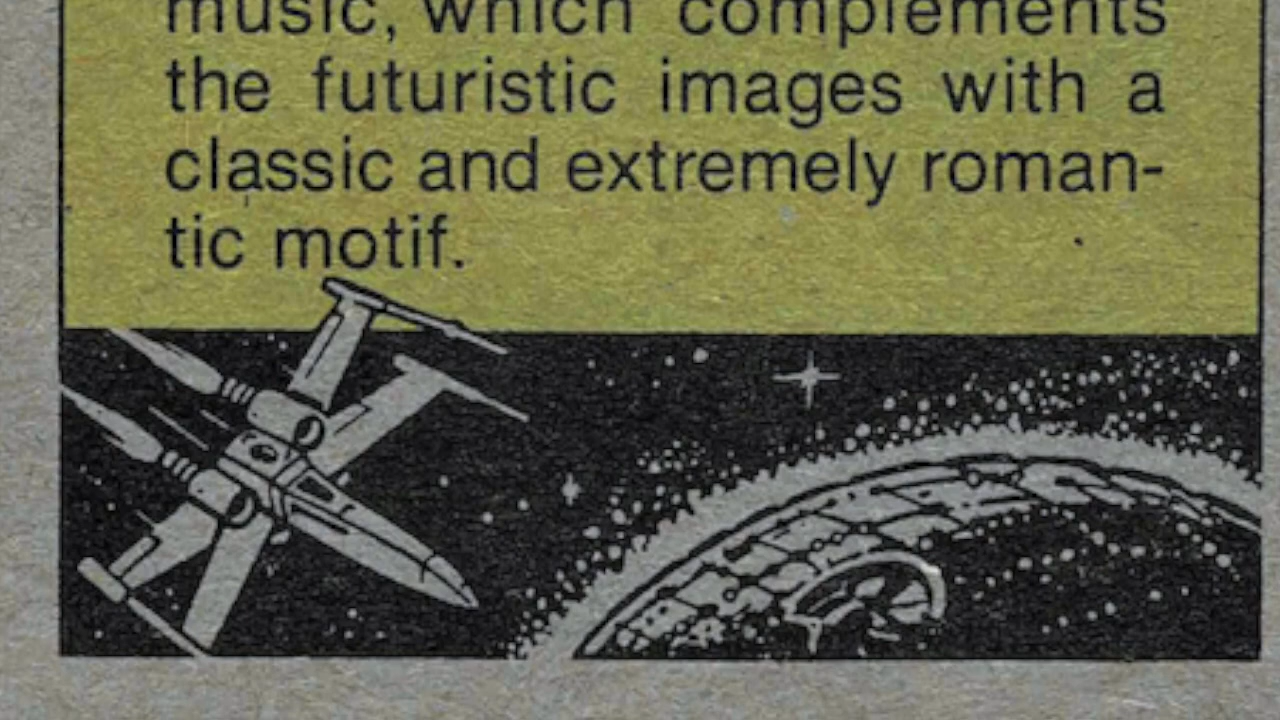 music, which complements
the futuristic images with a
classic and extremely roman-
tic motif.